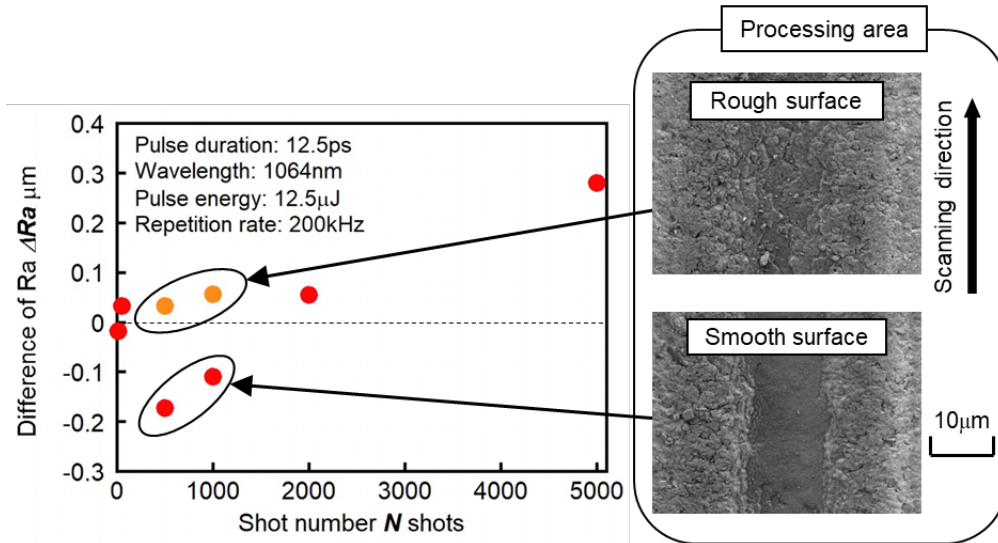 Processing area
Rough surface
Scanning direction
Smooth surface
10μm
Difference of Ra ΔRa μm
0.4
0.3
0.2
0.1
0
-0.1
-0.2
-0.3
Pulse duration: 12.5ps
Wavelength: 1064nm
Pulse energy: 12.5μJ
Repetition rate: 200kHz
0 1000 2000 3000 4000 5000
Shot number N shots